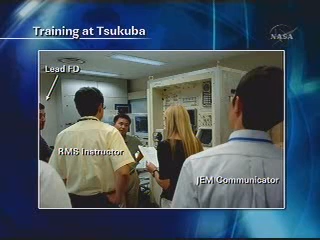 Training at Tsukuba
NASA
Lead FD
RMS Instructor
JEM Communicator